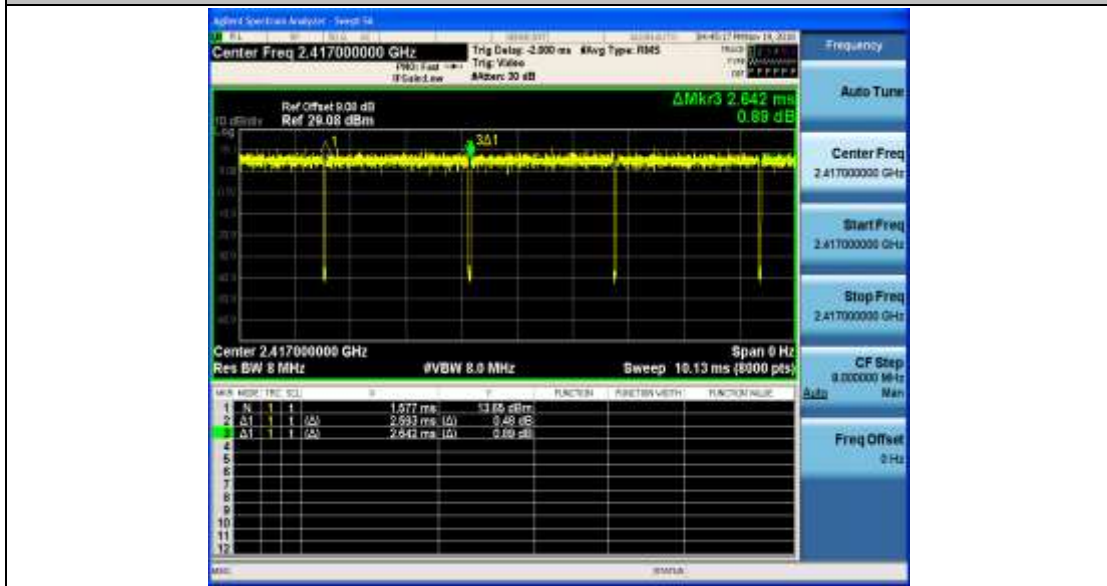 Agilent Spectrum Analyzer - Swept SA
Center Freq 2.417000000 GHz
PNO: Fast
IFGain:Low
Trig Delay: -2.000 ms
#Avg Type: RMS
Trig: Video
#Atten: 30 dB
Frequency
Auto Tune
Ref Offset 9.08 dB
Ref 29.08 dBm
10 dB/div
Log
ΔMkr3 2.642 ms
0.89 dB
1
3Δ1
Center Freq
2.417000000 GHz
Start Freq
2.417000000 GHz
Stop Freq
2.417000000 GHz
CF Step
8.000000 MHz
Auto Man
Freq Offset
0 Hz
Center 2.417000000 GHz
Span 0 Hz
Res BW 8 MHz
#VBW 8.0 MHz
Sweep 10.13 ms (8000 pts)
MKR MODE TRC SCL X Y FUNCTION FUNCTION WIDTH FUNCTION VALUE
1 N 1 t 1.577 ms 13.65 dBm
2 Δ1 1 t (Δ) 2.593 ms (Δ) 0.48 dB
3 Δ1 1 t (Δ) 2.642 ms (Δ) 0.89 dB
4
5
6
7
8
9
10
11
12
MSG
STATUS